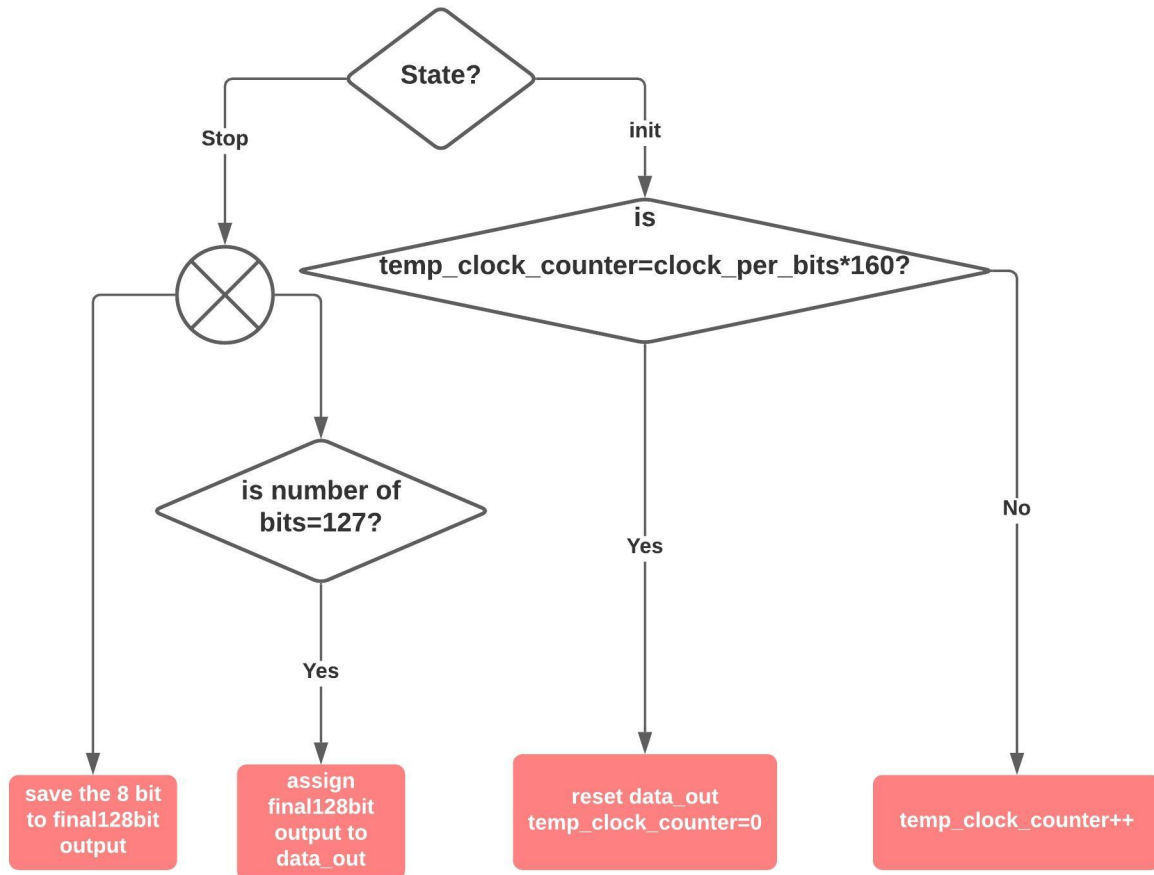 State?
Stop
init
is
temp_clock_counter=clock_per_bits*160?
is number of
bits=127?
No
Yes
Yes
save the 8 bit
to final128bit
output
assign
final128bit
output to
data_out
reset data_out
temp_clock_counter=0
temp_clock_counter++